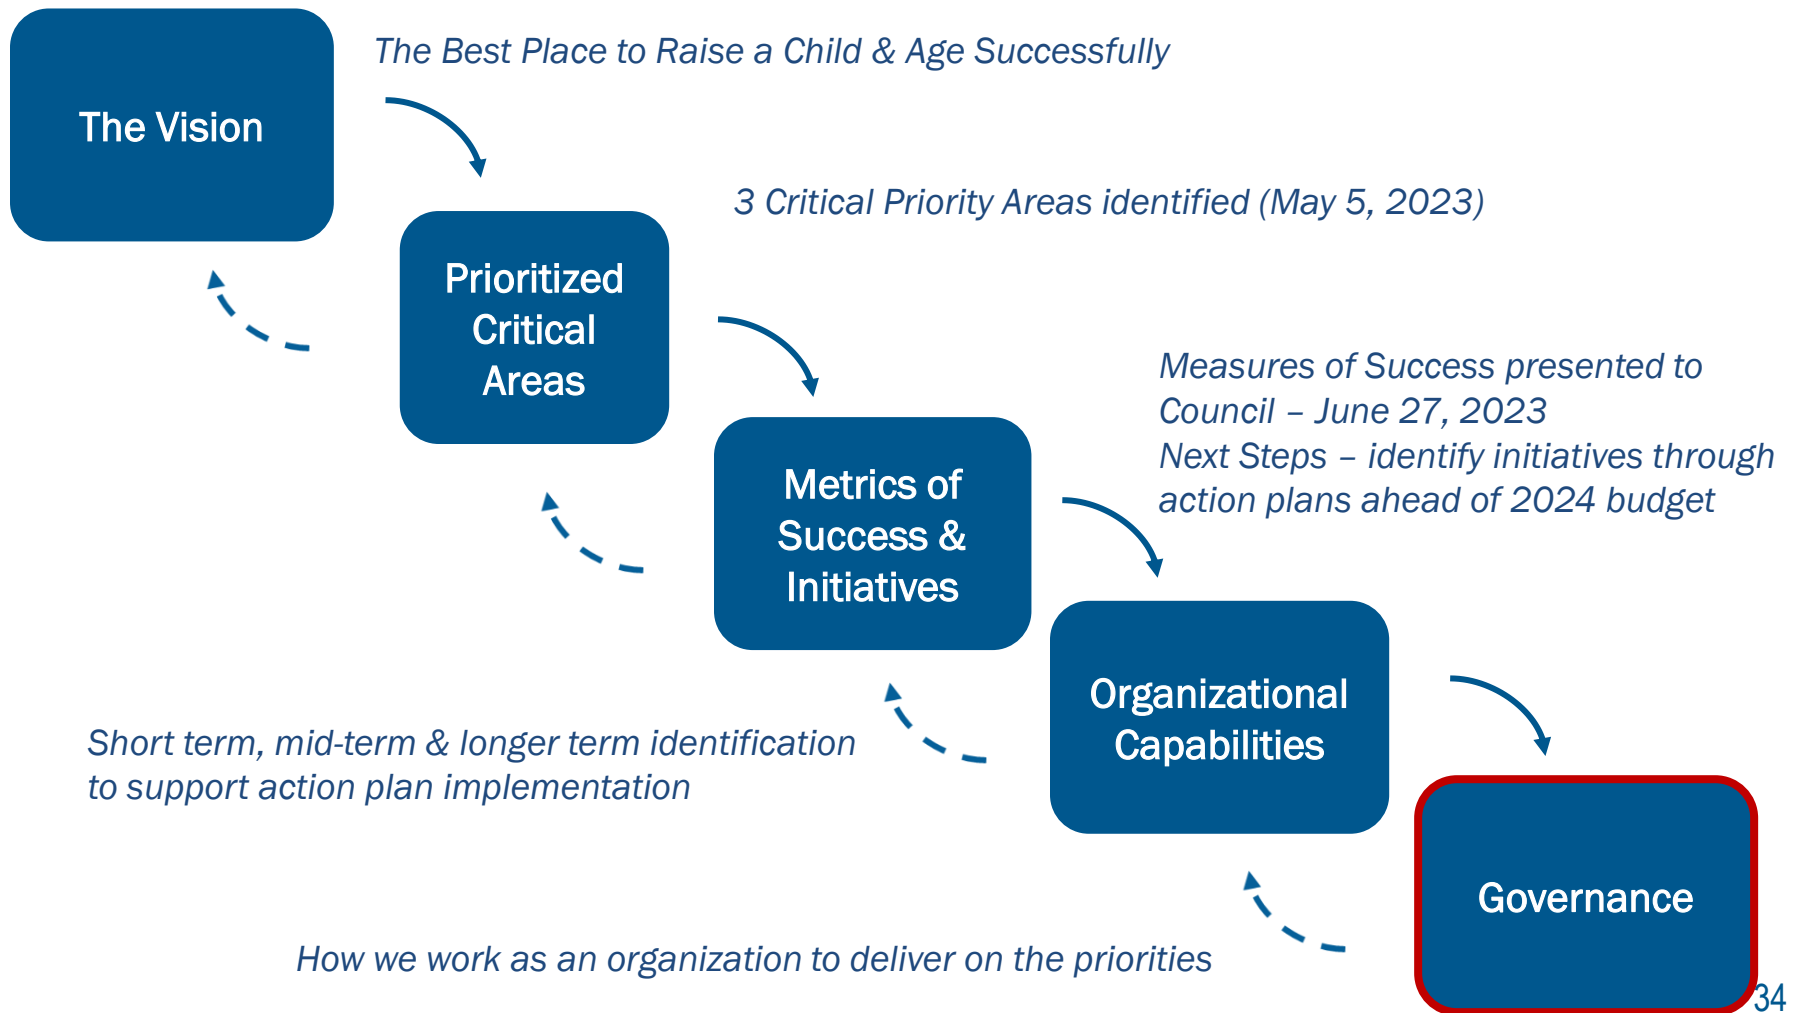 The Vision
The Best Place to Raise a Child & Age Successfully
3 Critical Priority Areas identified (May 5, 2023)
Prioritized
Critical
Areas
Measures of Success presented to
Council – June 27, 2023
Next Steps – identify initiatives through
action plans ahead of 2024 budget
Metrics of
Success &
Initiatives
Organizational
Capabilities
Short term, mid-term & longer term identification
to support action plan implementation
Governance
How we work as an organization to deliver on the priorities
34